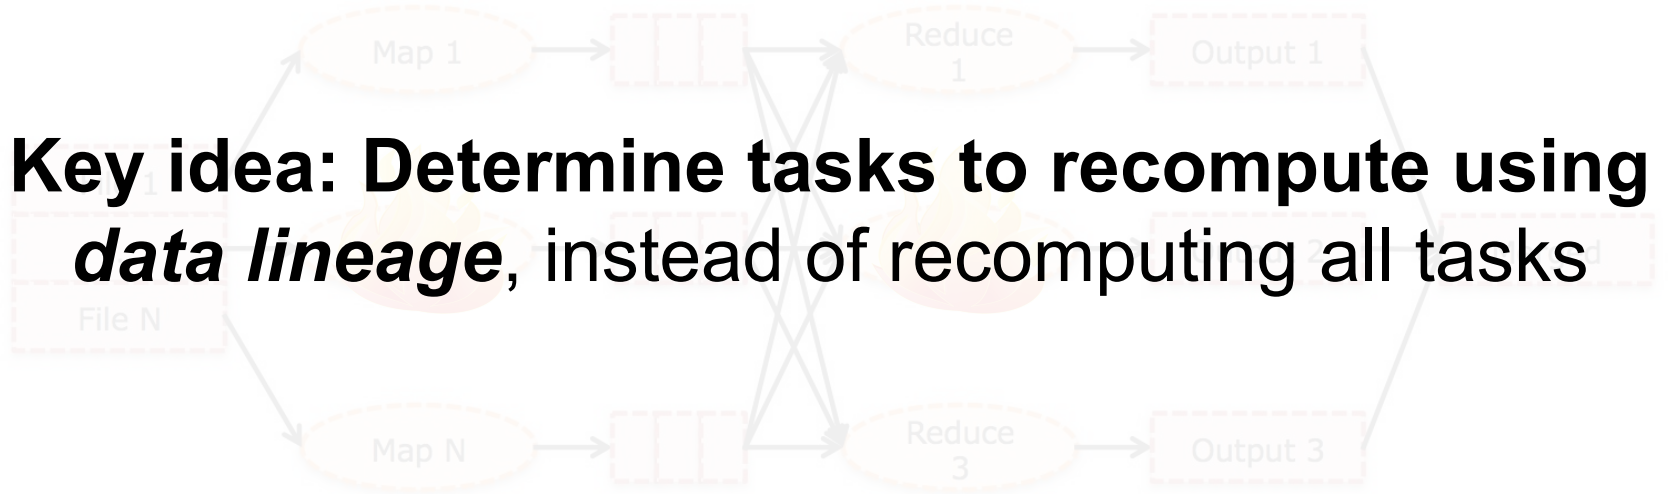 Map 1
Reduce
1
Output 1
Key idea: Determine tasks to recompute using
data lineage, instead of recomputing all tasks
File N
Map N
Reduce
3
Output 3